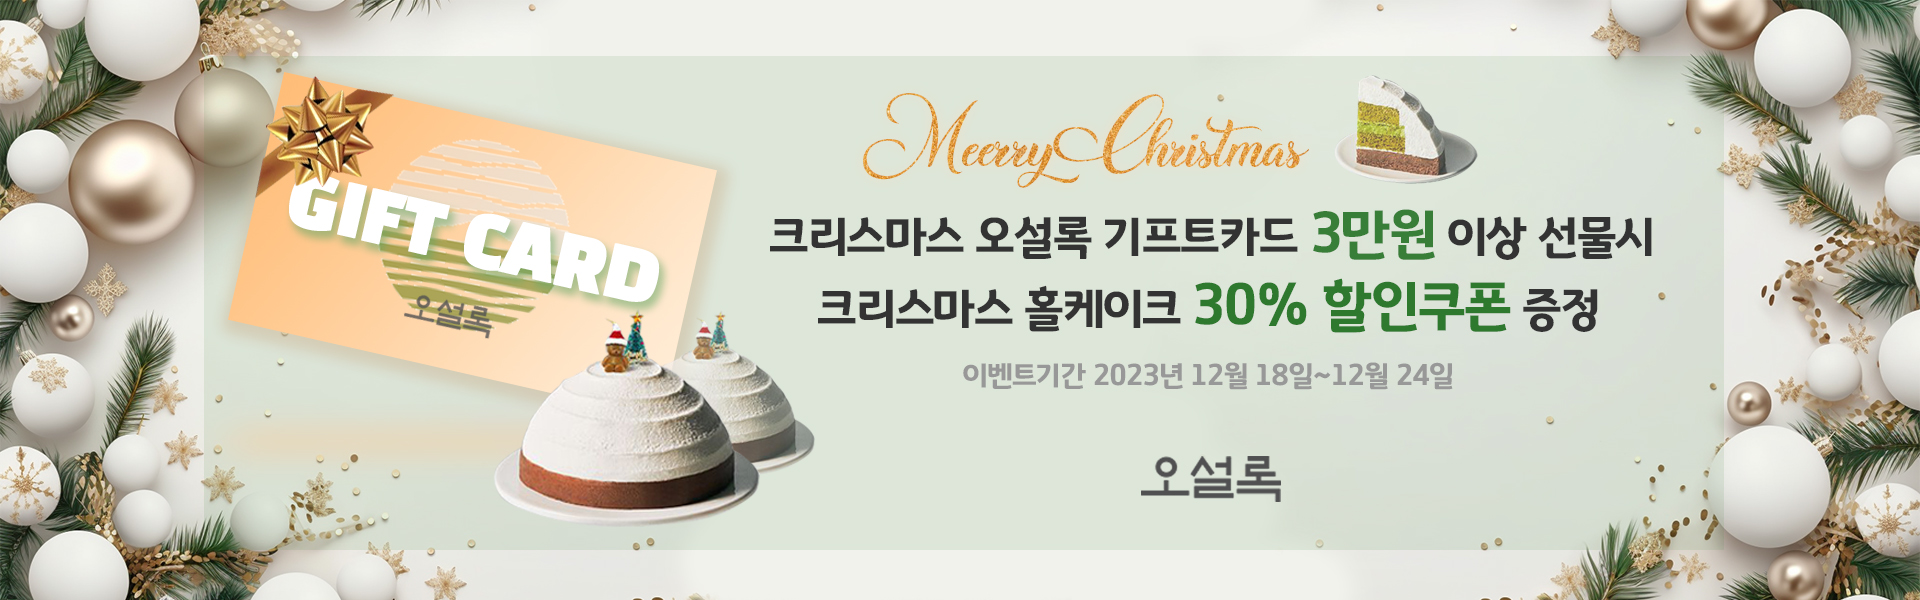 GIFT CARD
오설록
Meerry Christmas
크리스마스 오설록 기프트카드 3만원 이상 선물시
크리스마스 홀케이크 30% 할인쿠폰 증정
이벤트기간 2023년 12월 18일~12월 24일
오설록